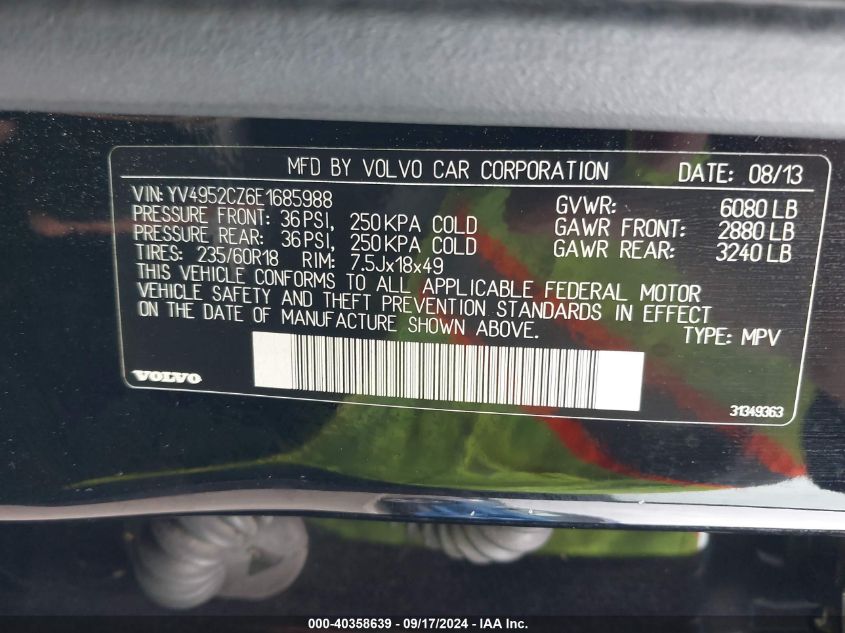 MFD BY VOLVO CAR CORPORATION DATE: 08/13
VIN: YV4952CZ6E1685988 GVWR: 6080 LB
PRESSURE FRONT: 36 PSI, 250 KPA COLD GAWR FRONT: 2880 LB
PRESSURE REAR: 36 PSI, 250 KPA COLD GAWR REAR: 3240 LB
TIRES: 235/60R18 RIM: 7.5Jx18x49
THIS VEHICLE CONFORMS TO ALL APPLICABLE FEDERAL MOTOR
VEHICLE SAFETY AND THEFT PREVENTION STANDARDS IN EFFECT
ON THE DATE OF MANUFACTURE SHOWN ABOVE.
TYPE: MPV
VOLVO
31349363
000-40358639 - 09/17/2024 - IAA Inc.